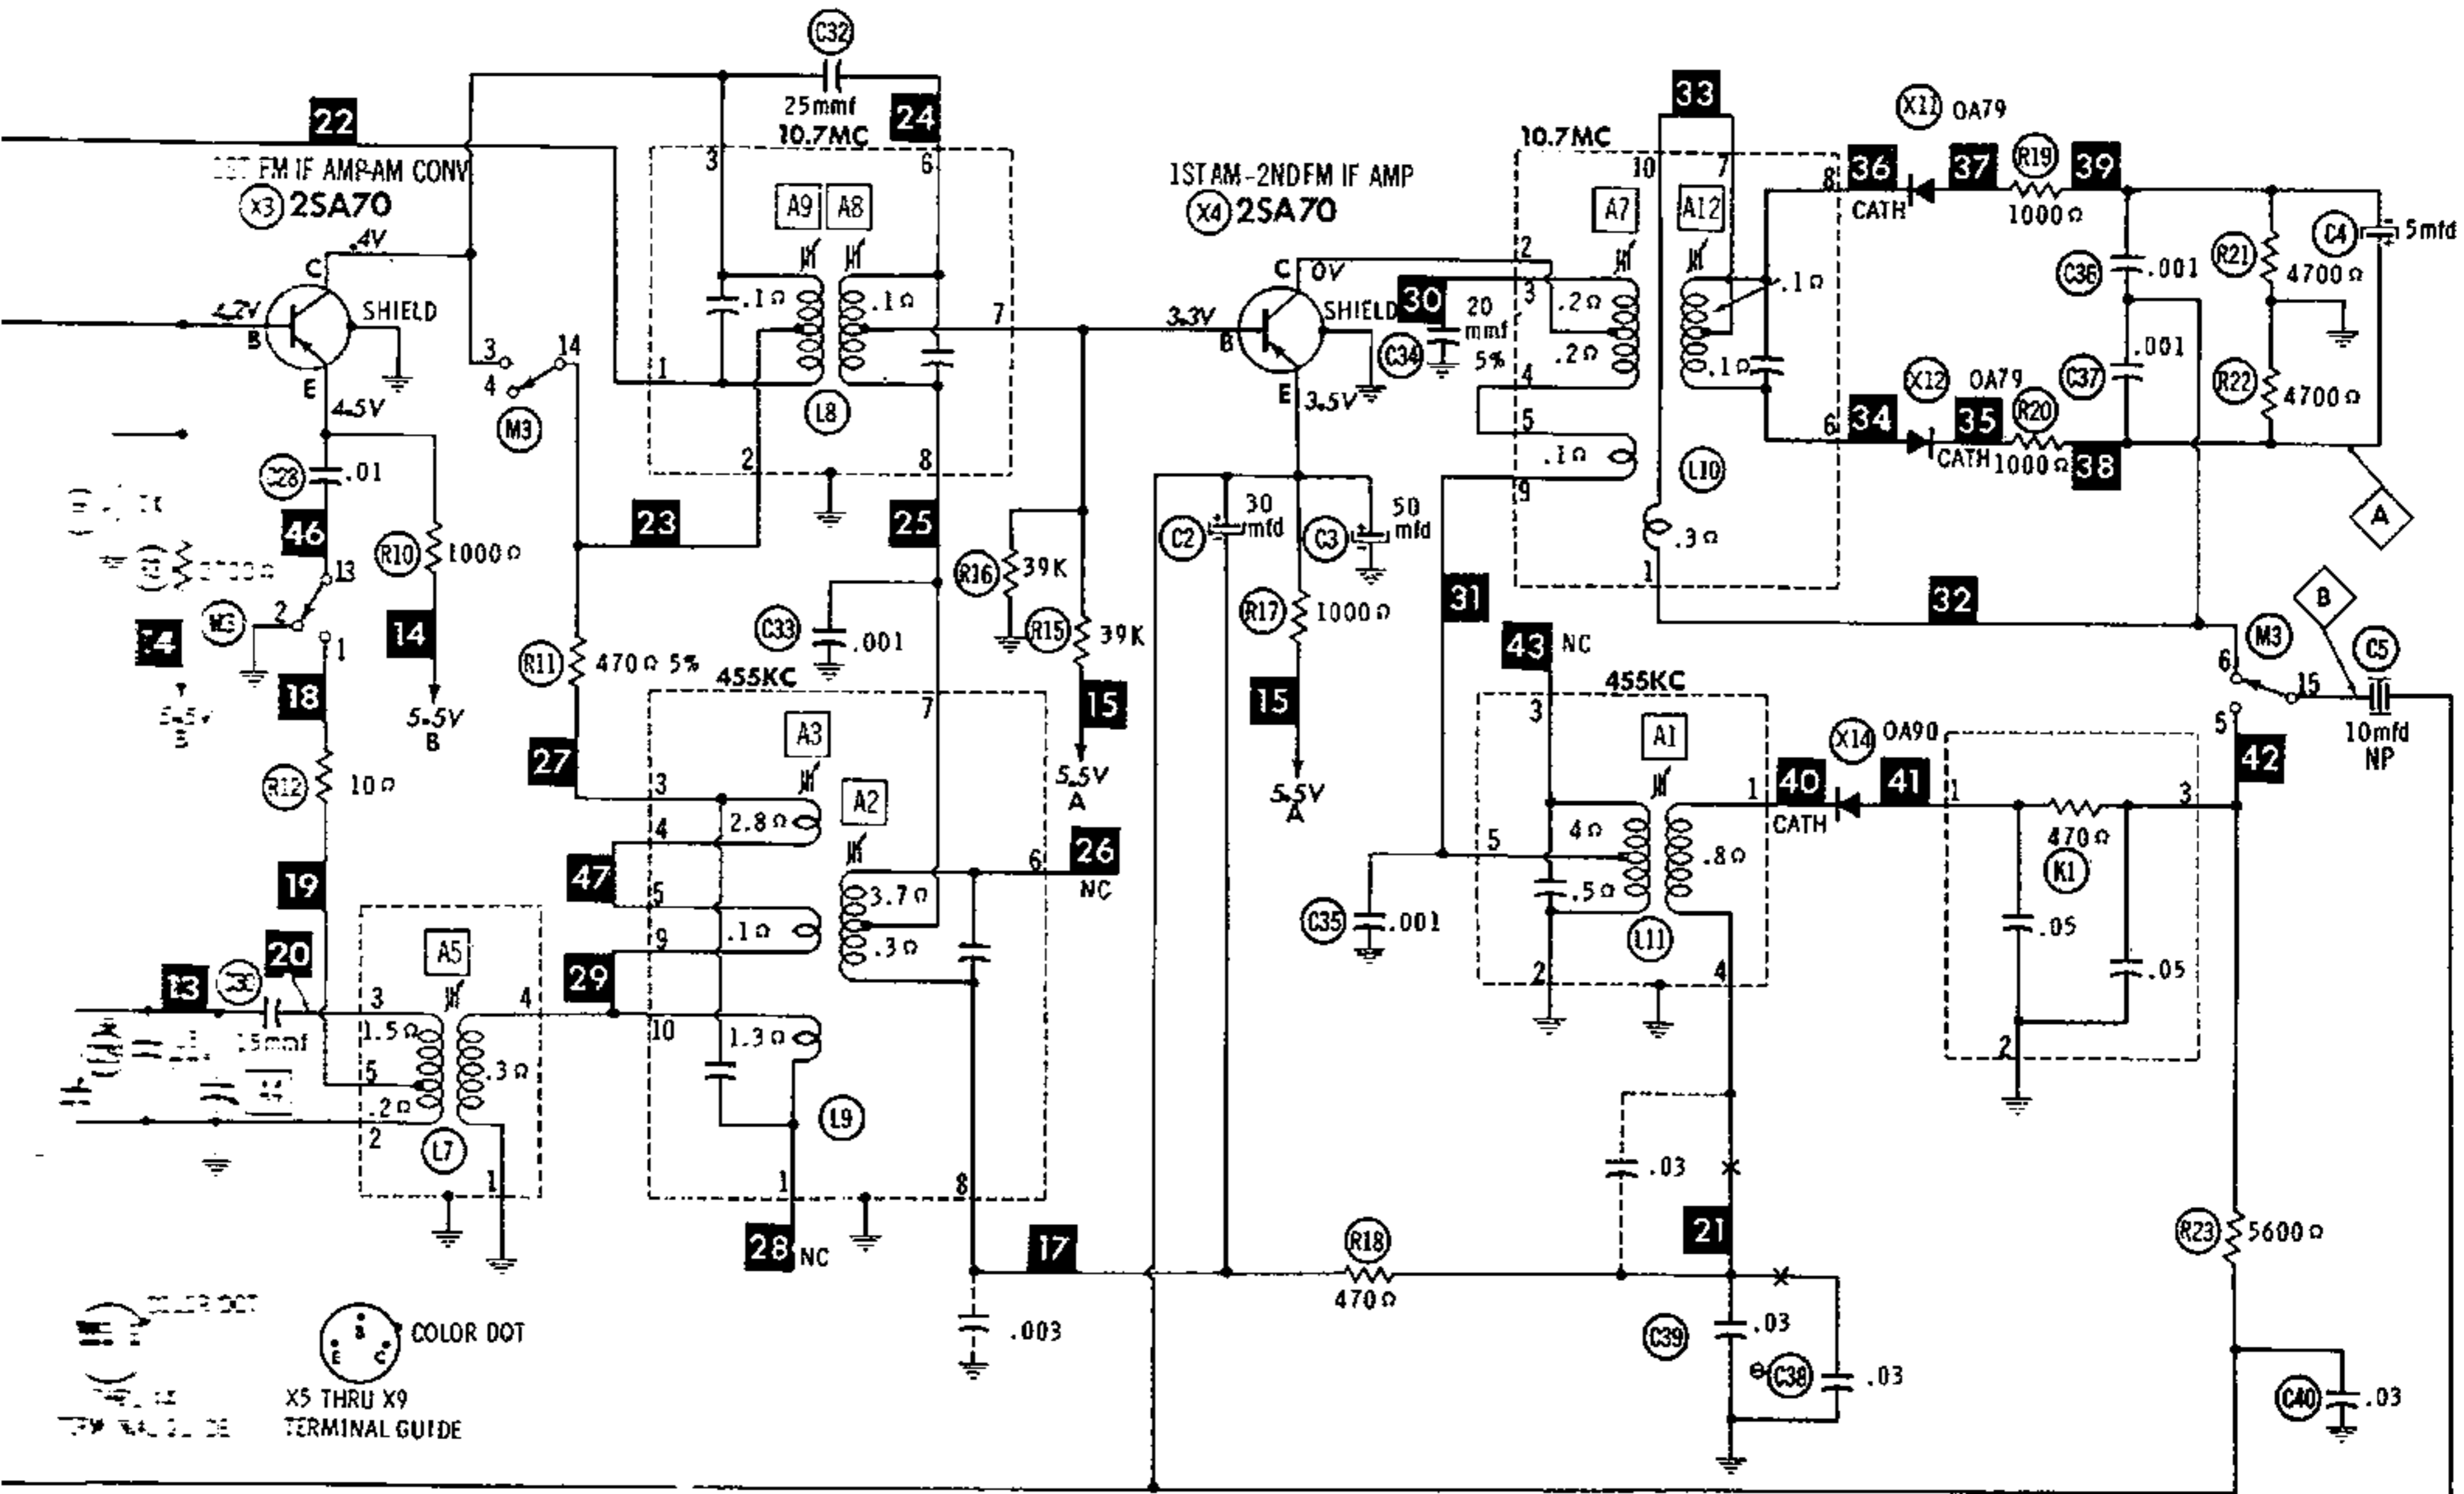 C32
25mmf
10.7MC
22
24
33
X11 OA79
FM IF AMP-AM CONV
X3 2SA70
3
6
1ST AM-2ND FM IF AMP
X4 2SA70
10.7MC
10
7
8
36
37
R19
39
CATH
1000Ω
A9
A8
A7
A12
.4V
C
B
E
SHIELD
4.5V
.1Ω
.1Ω
7
3.3V
C
0V
B
E
SHIELD
3.5V
30
20
mmf
5%
C34
2
3
.2Ω
.2Ω
4
5
.1Ω
9
.1Ω
.1Ω
C36
.001
R21
4700Ω
C4
5mfd
C37
.001
R22
4700Ω
3
14
4
M3
1
2
8
L8
6
34
X12
OA79
35
R20
CATH
1000Ω
38
L10
.3Ω
1
A
C28
.01
46
R10
1000Ω
13
M3
2
1
14
5.5V
B
18
R12
10Ω
19
23
25
R16
39K
R15
39K
C33
.001
R11
470Ω 5%
C2
30
mfd
C3
50
mfd
R17
1000Ω
31
32
B
M3
6
15
5
C5
10mfd
NP
15
5.5V
A
15
5.5V
A
43
NC
455KC
455KC
7
A3
A2
27
3
2.8Ω
4
47
5
.1Ω
9
29
10
1.3Ω
3.7Ω
.3Ω
6
26
NC
L9
1
8
28
NC
3
A1
4Ω
5
.5Ω
.8Ω
1
L11
2
4
C35
.001
40
X14
OA90
41
CATH
1
470Ω
K1
3
.05
.05
2
42
13
20
15mmf
A5
3
4
1.5Ω
5
.2Ω
2
.3Ω
L7
1
17
R18
470Ω
.03
21
R23
5600Ω
.003
C39
.03
C38
.03
C40
.03
COLOR DOT
B
E
C
X5 THRU X9
TERMINAL GUIDE